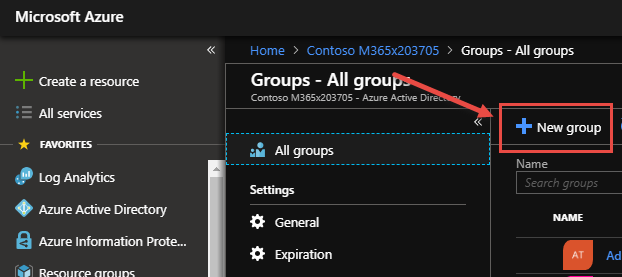 Microsoft Azure
«
Home > Contoso M365x203705 > Groups - All groups
Create a resource
All services
FAVORITES
Log Analytics
Azure Active Directory
Azure Information Prote...
Resource groups
Groups - All groups
Contoso M365x203705 - Azure Active Directory
«
All groups
Settings
General
Expiration
New group
Name
Search groups
NAME
AT Ad